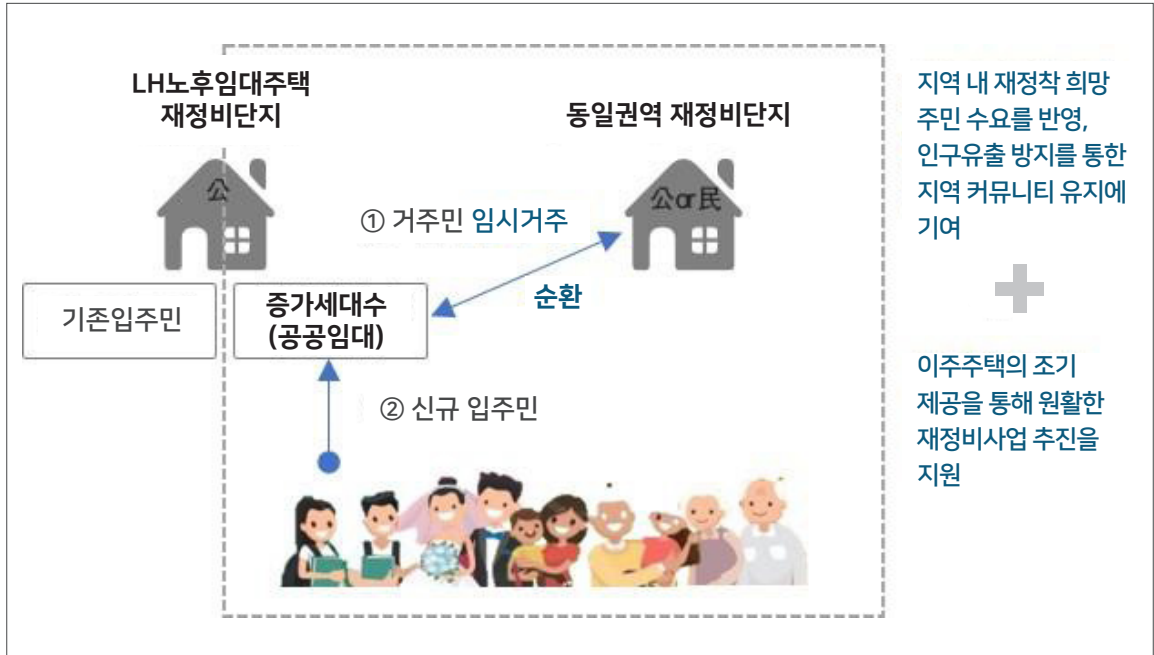 LH노후임대주택
재정비단지
동일권역 재정비단지
公
公or民
① 거주민 임시거주
순환
기존입주민
증가세대수
(공공임대)
② 신규 입주민
지역 내 재정착 희망
주민 수요를 반영,
인구유출 방지를 통한
지역 커뮤니티 유지에
기여
이주주택의 조기
제공을 통해 원활한
재정비사업 추진을
지원